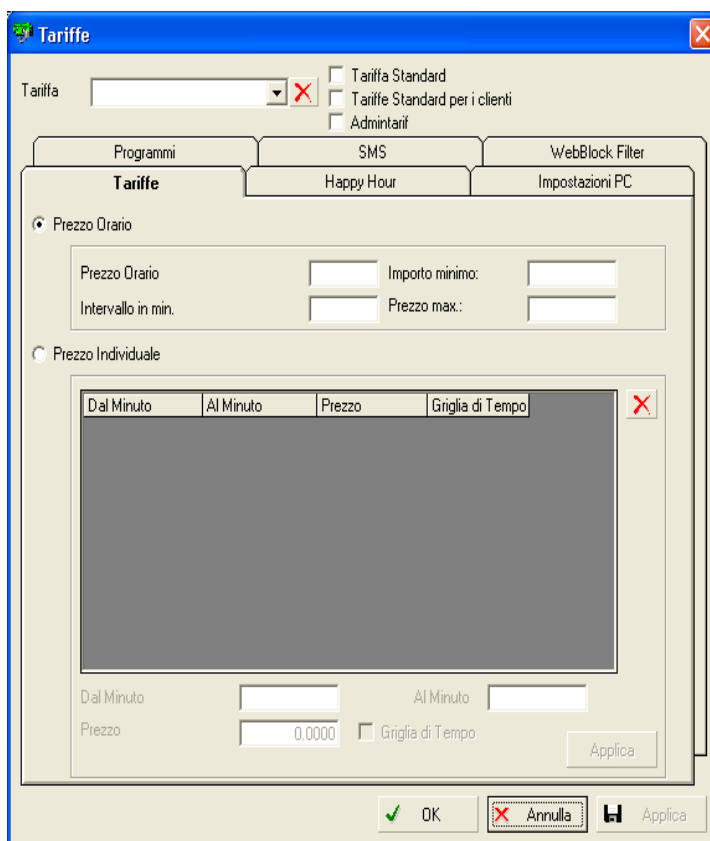 Tariffe
Tariffa
Tariffa Standard
Tariffe Standard per i clienti
Admintarif
Programmi SMS WebBlock Filter
Tariffe Happy Hour Impostazioni PC
Prezzo Orario
Prezzo Orario Importo minimo:
Intervallo in min. Prezzo max.:
Prezzo Individuale
Dal Minuto Al Minuto Prezzo Griglia di Tempo
Dal Minuto Al Minuto
Prezzo 0.0000 Griglia di Tempo
Applica
OK Annulla Applica